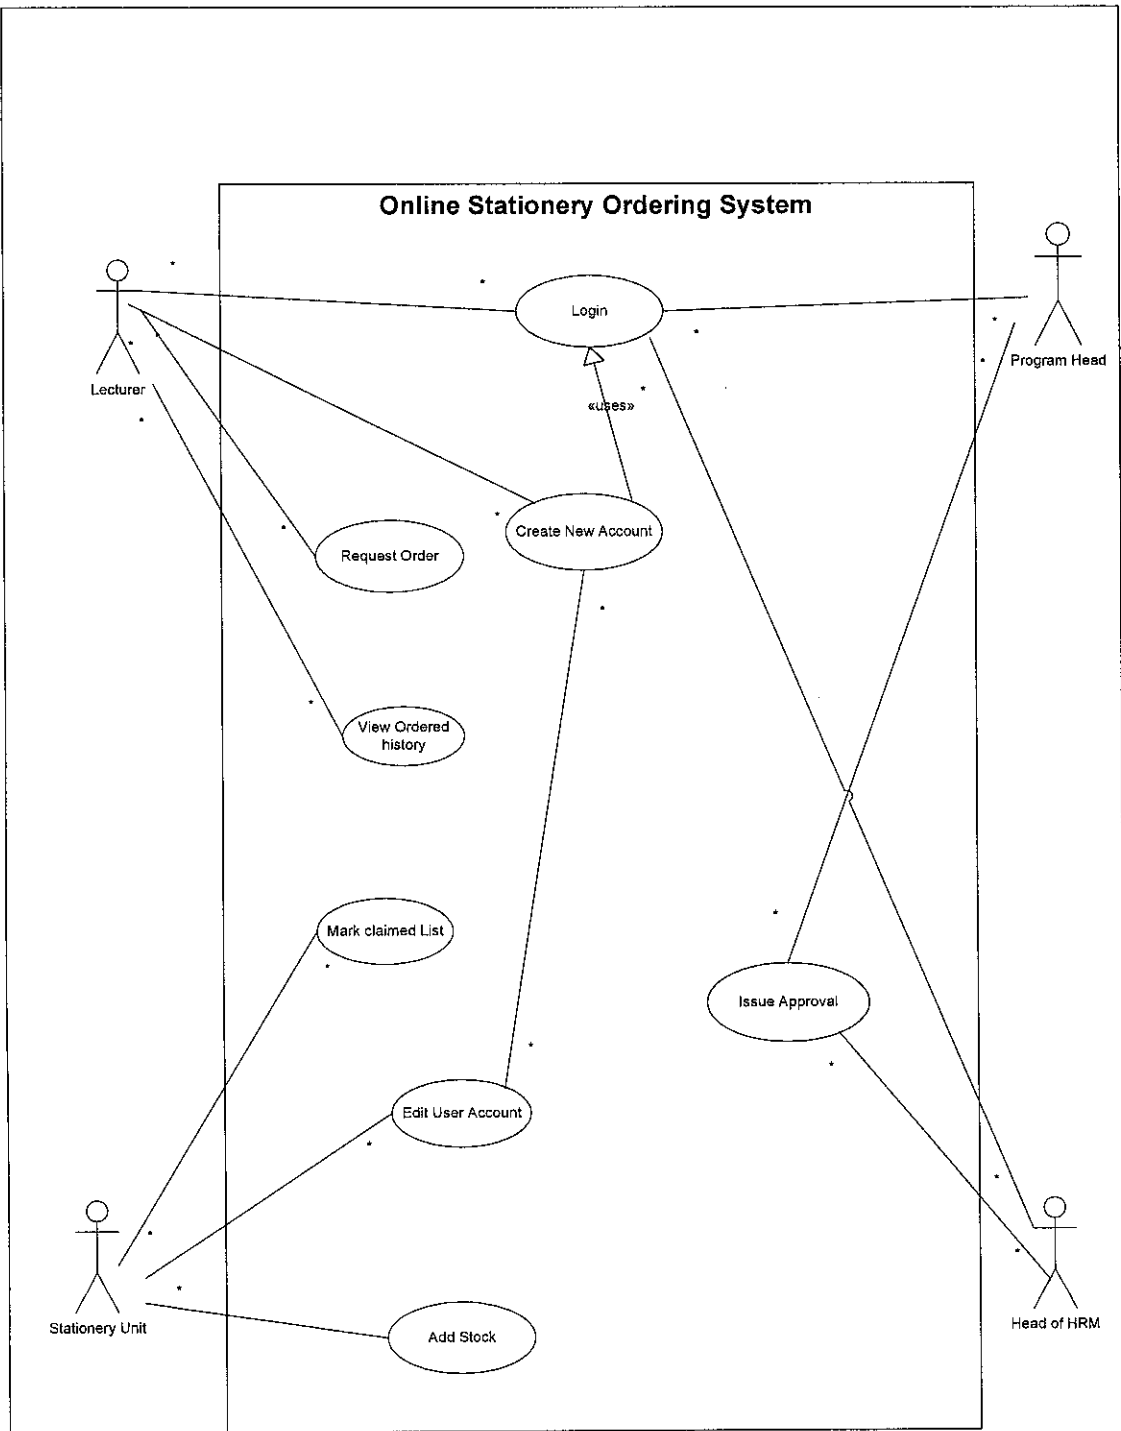 Online Stationery Ordering System
*
*
Login
*
*
Program Head
*
*
*
Lecturer
*
*
«uses»
*
*
Create New Account
*
Request Order
*
*
View Ordered
history
*
Mark claimed List
*
Issue Approval
*
*
Edit User Account
*
*
*
*
*
Stationery Unit
Add Stock
Head of HRM